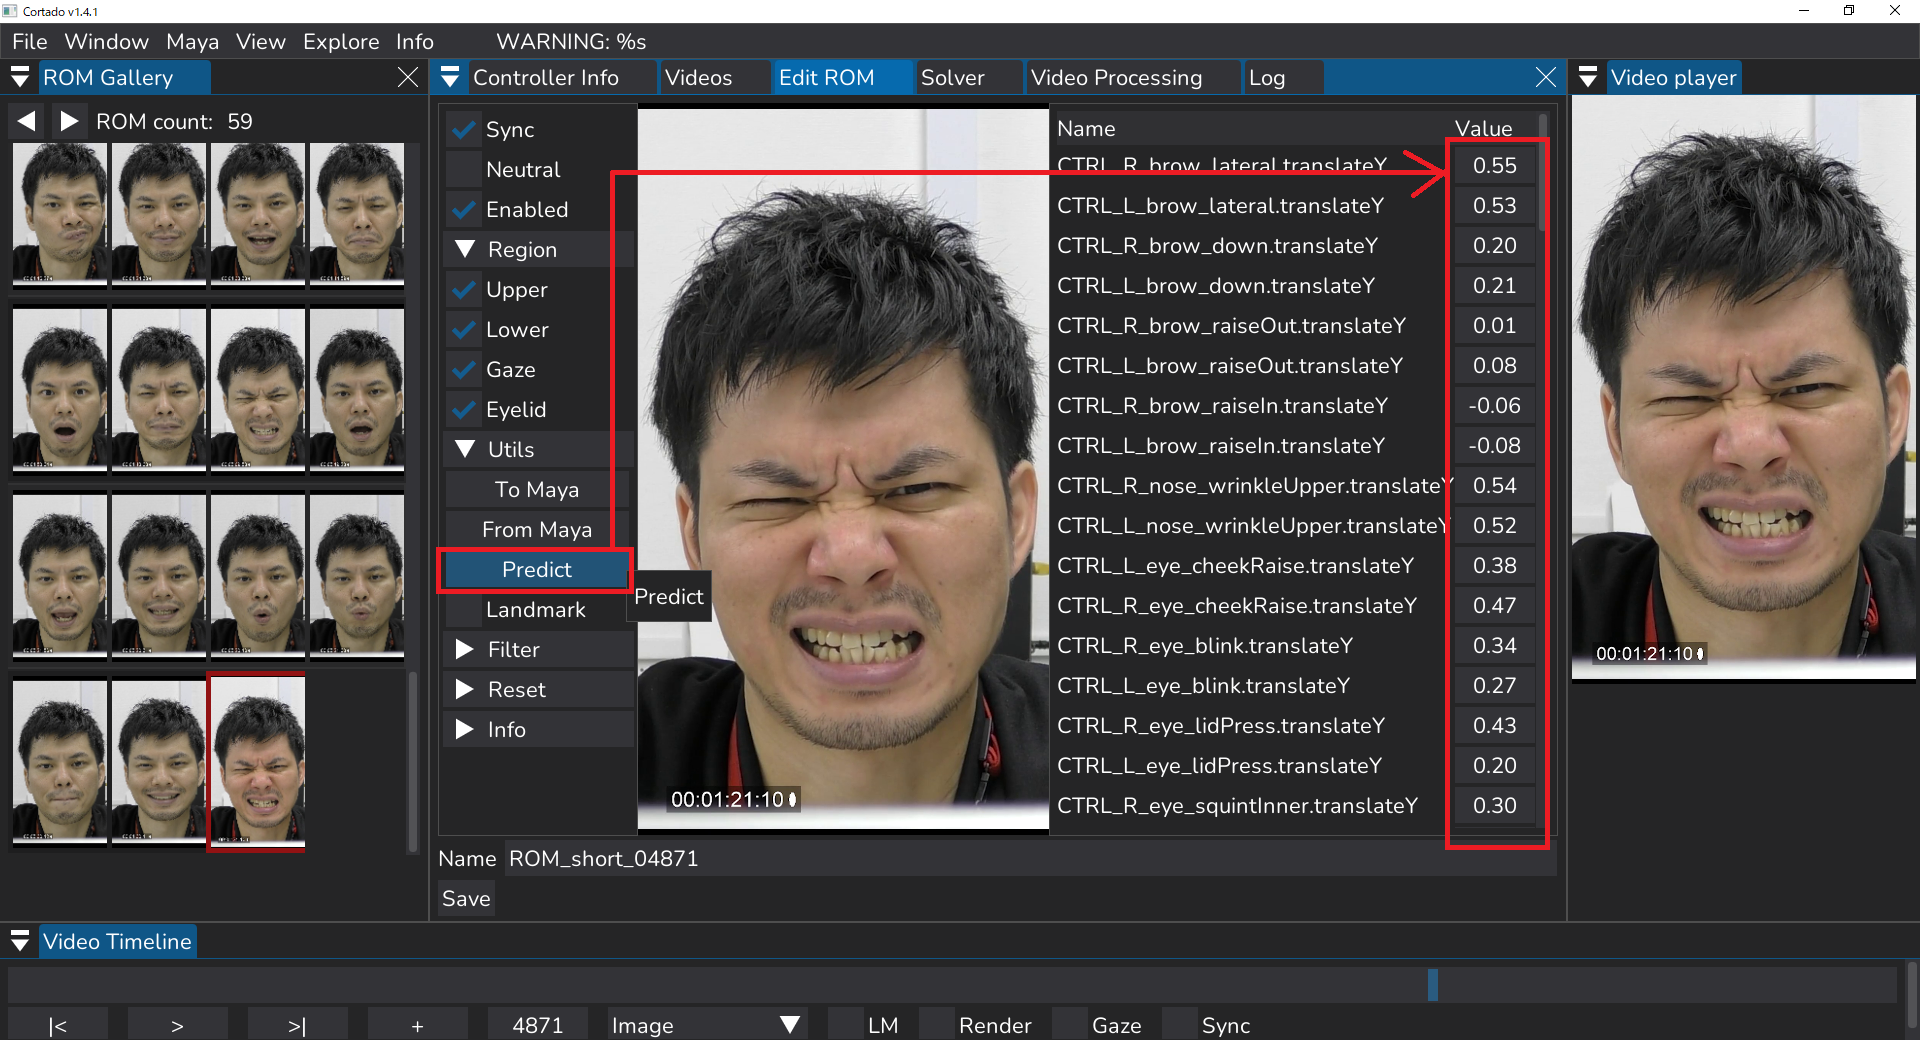 Cortado v1.4.1
File Window Maya View Explore Info WARNING: %s
ROM Gallery
ROM count: 59
Controller Info Videos Edit ROM Solver Video Processing Log
Sync
Neutral
Enabled
Region
Upper
Lower
Gaze
Eyelid
Utils
To Maya
From Maya
Predict
Landmark
Filter
Reset
Info
Predict
00:01:21:10
Name Value
CTRL_R_brow_lateral.translateY 0.55
CTRL_L_brow_lateral.translateY 0.53
CTRL_R_brow_down.translateY 0.20
CTRL_L_brow_down.translateY 0.21
CTRL_R_brow_raiseOut.translateY 0.01
CTRL_L_brow_raiseOut.translateY 0.08
CTRL_R_brow_raiseIn.translateY -0.06
CTRL_L_brow_raiseIn.translateY -0.08
CTRL_R_nose_wrinkleUpper.translateY 0.54
CTRL_L_nose_wrinkleUpper.translateY 0.52
CTRL_L_eye_cheekRaise.translateY 0.38
CTRL_R_eye_cheekRaise.translateY 0.47
CTRL_R_eye_blink.translateY 0.34
CTRL_L_eye_blink.translateY 0.27
CTRL_R_eye_lidPress.translateY 0.43
CTRL_L_eye_lidPress.translateY 0.20
CTRL_R_eye_squintInner.translateY 0.30
Name ROM_short_04871
Save
Video player
00:01:21:10
Video Timeline
|< > >| + 4871 Image LM Render Gaze Sync